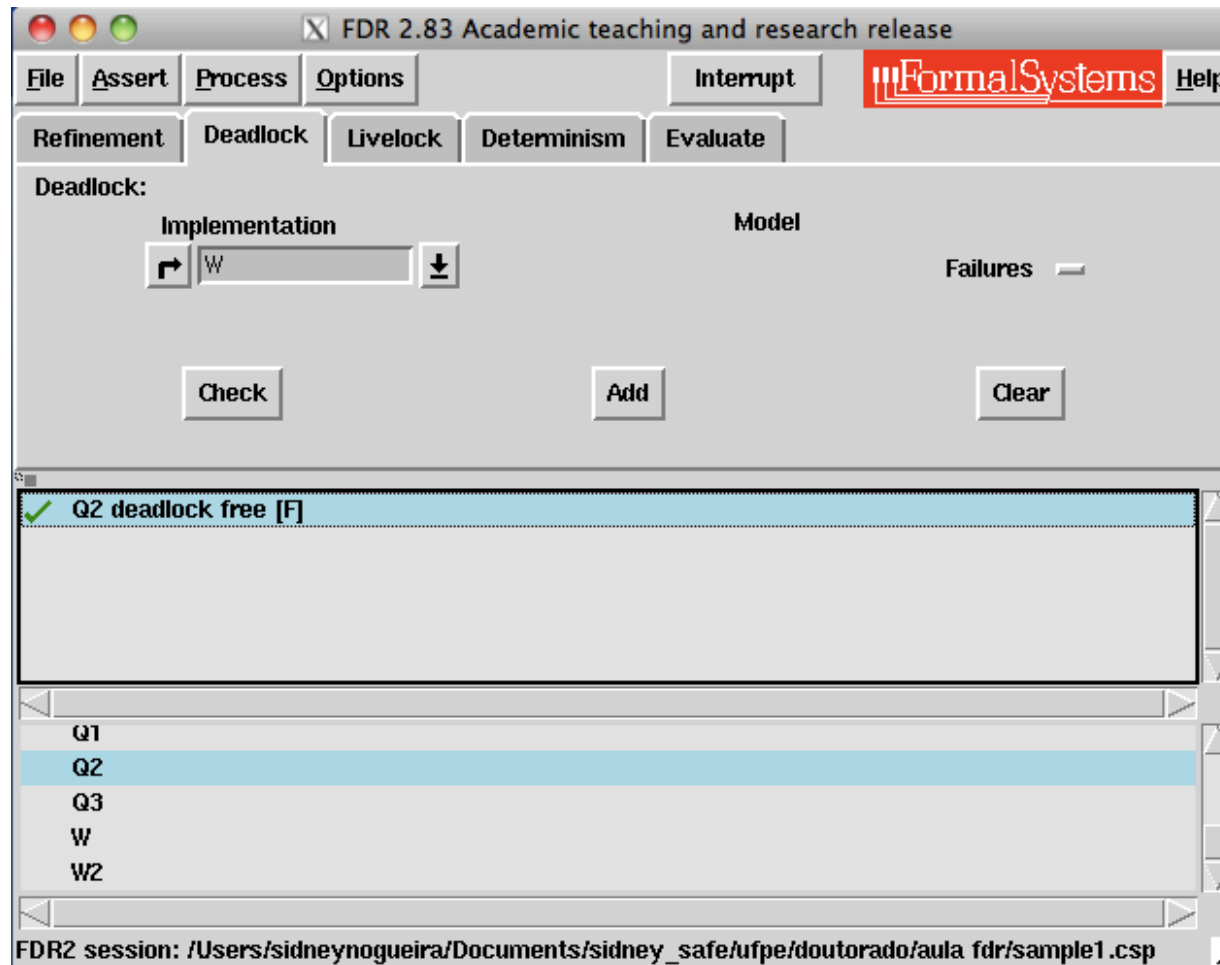 X FDR 2.83 Academic teaching and research release
File Assert Process Options Interrupt FormalSystems Help
Refinement Deadlock Livelock Determinism Evaluate
Deadlock:
Implementation Model
W Failures
Check Add Clear
Q2 deadlock free [F]
Q1
Q2
Q3
W
W2
FDR2 session: /Users/sidneynogueira/Documents/sidney_safe/ufpe/doutorado/aula fdr/sample1.csp